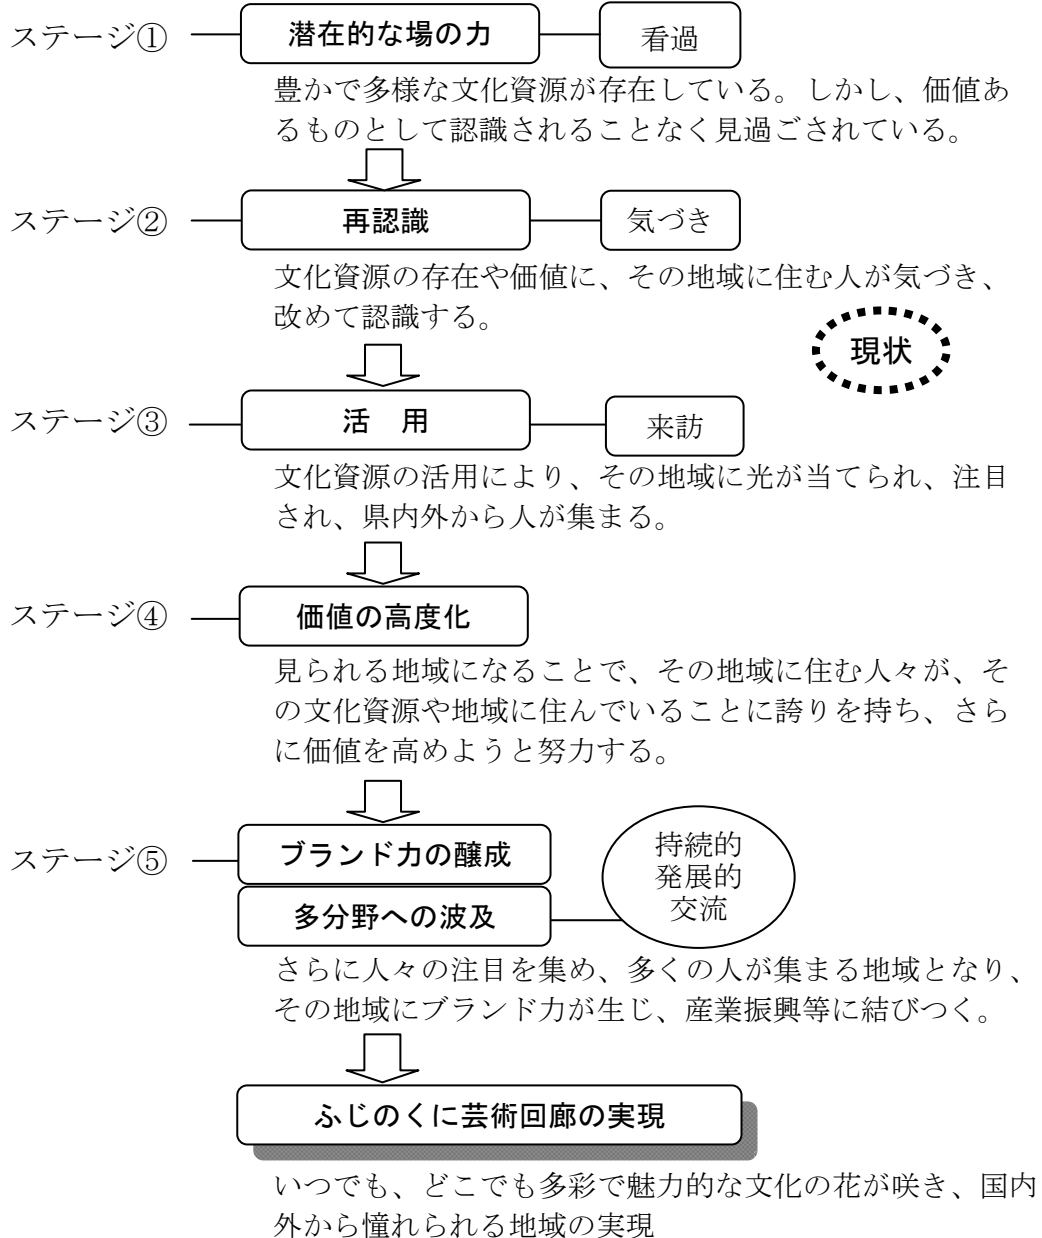 ステージ① 潜在的な場の力 看過
豊かで多様な文化資源が存在している。しかし、価値あ
るものとして認識されることなく見過ごされている。
ステージ② 再認識 気づき
文化資源の存在や価値に、その地域に住む人が気づき、
改めて認識する。
現状
ステージ③ 活　用 来訪
文化資源の活用により、その地域に光が当てられ、注目
され、県内外から人が集まる。
ステージ④ 価値の高度化
見られる地域になることで、その地域に住む人々が、そ
の文化資源や地域に住んでいることに誇りを持ち、さら
に価値を高めようと努力する。
ステージ⑤ ブランド力の醸成
多分野への波及
持続的
発展的
交流
さらに人々の注目を集め、多くの人が集まる地域となり、
その地域にブランド力が生じ、産業振興等に結びつく。
ふじのくに芸術回廊の実現
いつでも、どこでも多彩で魅力的な文化の花が咲き、国内
外から憧れられる地域の実現